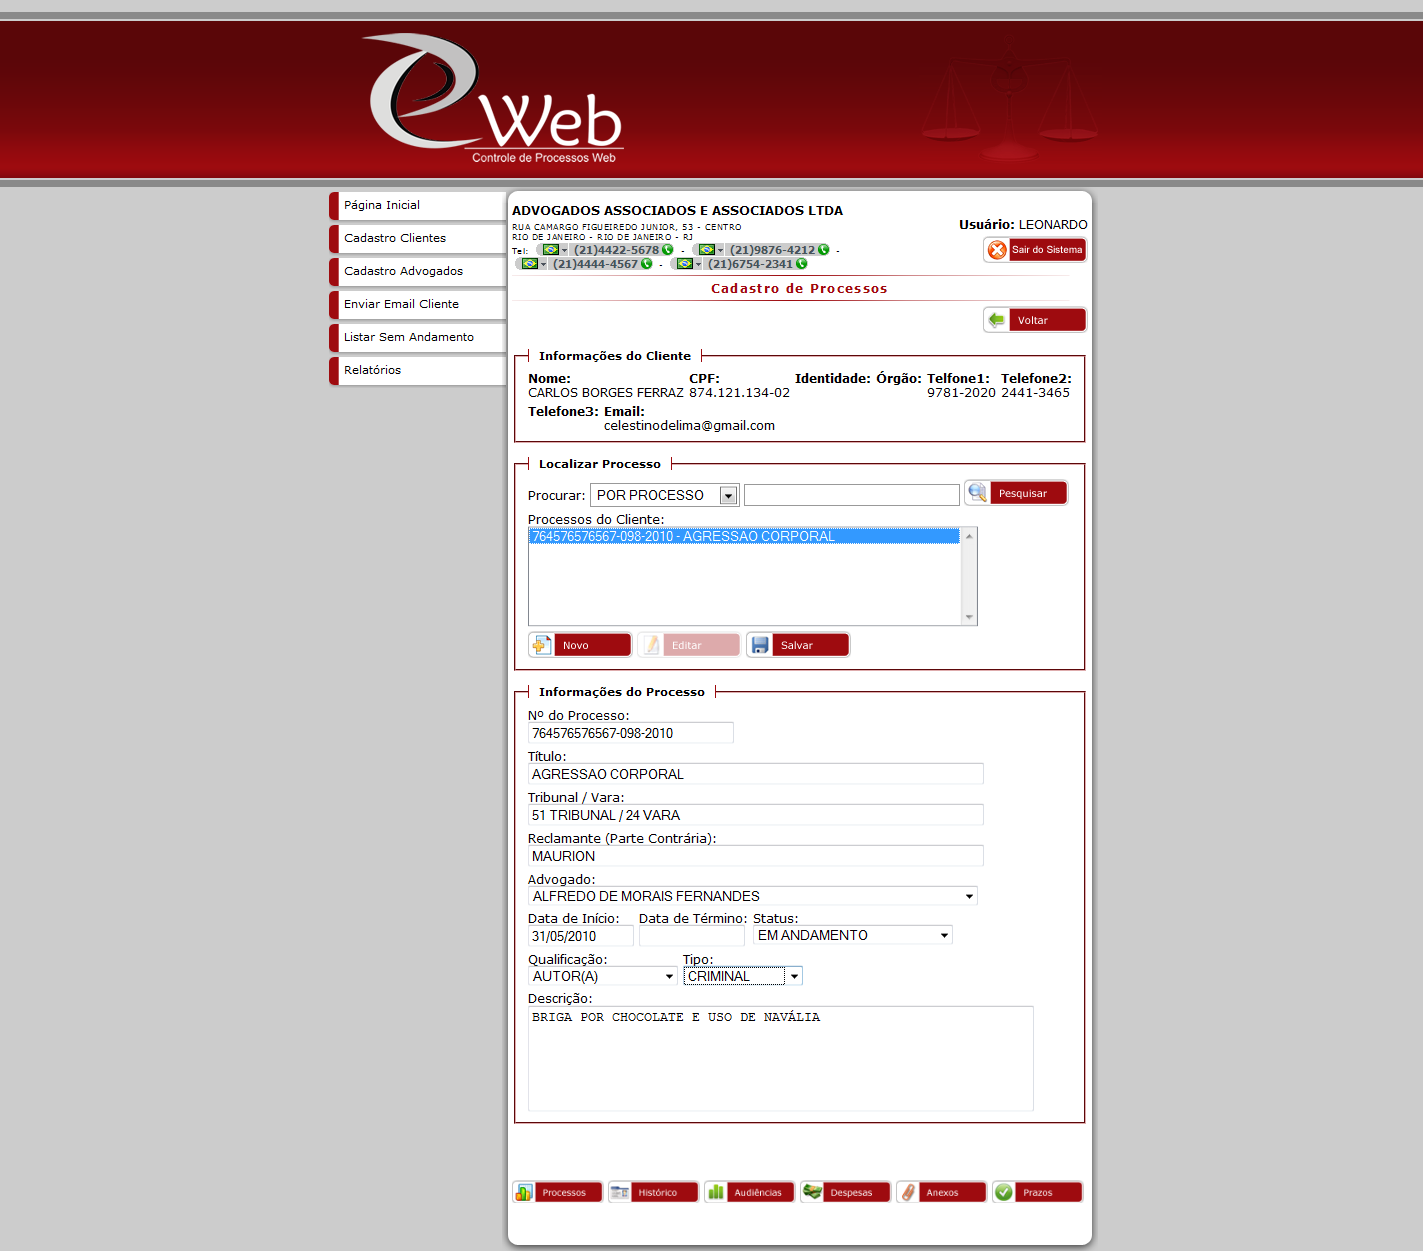 Web
Controle de Processos Web
Página Inicial
Cadastro Clientes
Cadastro Advogados
Enviar Email Cliente
Listar Sem Andamento
Relatórios
ADVOGADOS ASSOCIADOS E ASSOCIADOS LTDA
RUA CAMARGO FIGUEIREDO JUNIOR, 53 - CENTRO
RIO DE JANEIRO - RIO DE JANEIRO - RJ
Tel: (21)4422-5678 - (21)9876-4212 -
(21)4444-4567 - (21)6754-2341
Usuário: LEONARDO
Sair do Sistema
Cadastro de Processos
Voltar
Informações do Cliente
Nome: CPF: Identidade: Órgão: Telfone1: Telefone2:
CARLOS BORGES FERRAZ 874.121.134-02 9781-2020 2441-3465
Telefone3: Email:
celestinodelima@gmail.com
Localizar Processo
Procurar: POR PROCESSO Pesquisar
Processos do Cliente:
764576576567-098-2010 - AGRESSAO CORPORAL
Novo Editar Salvar
Informações do Processo
Nº do Processo:
764576576567-098-2010
Título:
AGRESSAO CORPORAL
Tribunal / Vara:
51 TRIBUNAL / 24 VARA
Reclamante (Parte Contrária):
MAURION
Advogado:
ALFREDO DE MORAIS FERNANDES
Data de Início: Data de Término: Status:
31/05/2010 EM ANDAMENTO
Qualificação: Tipo:
AUTOR(A) CRIMINAL
Descrição:
BRIGA POR CHOCOLATE E USO DE NAVÁLIA
Processos Histórico Audiências Despesas Anexos Prazos